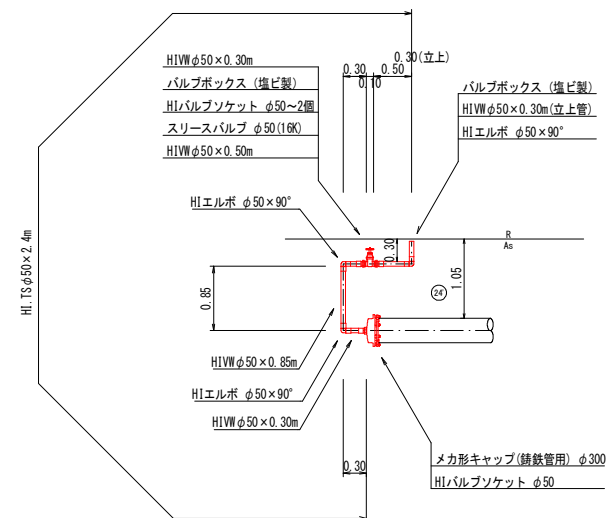 0.30(立上)
0.30
0.50
0.10
HIVWφ50×0.30m
バルブボックス (塩ビ製)
HIバルブソケット φ50~2個
スリースバルブ φ50(16K)
HIVWφ50×0.50m
バルブボックス (塩ビ製)
HIVWφ50×0.30m(立上管)
HIエルボ φ50×90°
HIエルボ φ50×90°
R
As
0.30
1.05
24
0.85
HI.TSφ50×2.4m
HIVWφ50×0.85m
HIエルボ φ50×90°
HIVWφ50×0.30m
0.30
メカ形キャップ(鋳鉄管用) φ300
HIバルブソケット φ50